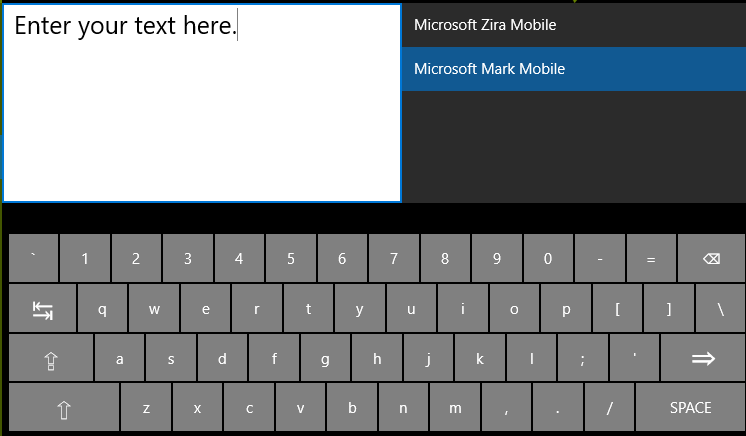 Enter your text here.
Microsoft Zira Mobile
Microsoft Mark Mobile
` 1 2 3 4 5 6 7 8 9 0 - = ⌫
q w e r t y u i o p [ ] \
a s d f g h j k l ; '
z x c v b n m , . / SPACE